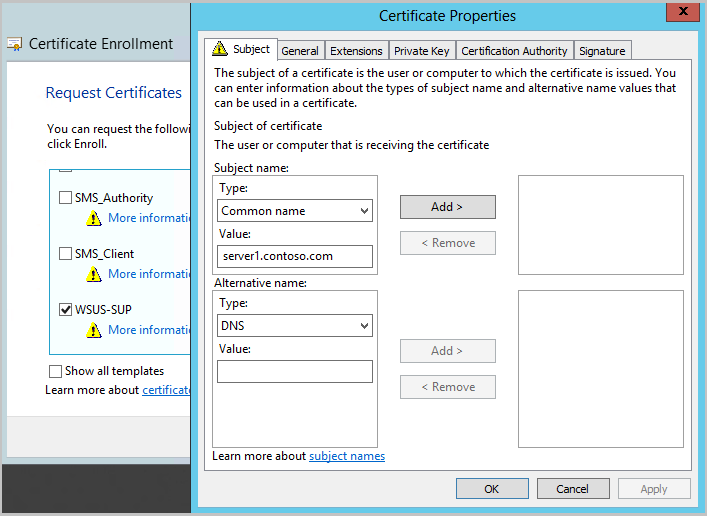 Certificate Enrollment
Request Certificates
You can request the followi
click Enroll.
SMS_Authority
More informati
SMS_Client
More informati
WSUS-SUP
More informati
Show all templates
Learn more about certificate
Certificate Properties
x
Subject General Extensions Private Key Certification Authority Signature
The subject of a certificate is the user or computer to which the certificate is issued. You
can enter information about the types of subject name and alternative name values that
can be used in a certificate.
Subject of certificate
The user or computer that is receiving the certificate
Subject name:
Type:
Common name
Value:
server1.contoso.com
Add >
< Remove
Alternative name:
Type:
DNS
Value:
Add >
< Remove
Learn more about subject names
OK Cancel Apply